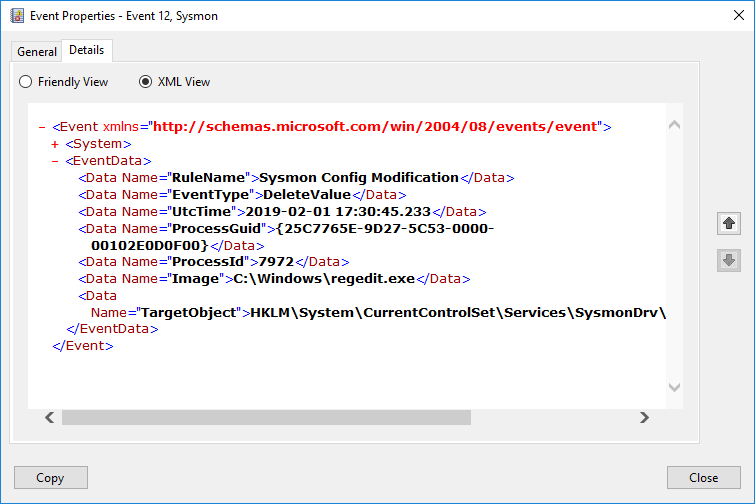 Event Properties - Event 12, Sysmon
General Details
Friendly View XML View
- <Event xmlns="http://schemas.microsoft.com/win/2004/08/events/event">
+ <System>
- <EventData>
<Data Name="RuleName">Sysmon Config Modification</Data>
<Data Name="EventType">DeleteValue</Data>
<Data Name="UtcTime">2019-02-01 17:30:45.233</Data>
<Data Name="ProcessGuid">{25C7765E-9D27-5C53-0000-
00102E0D0F00}</Data>
<Data Name="ProcessId">7972</Data>
<Data Name="Image">C:\Windows\regedit.exe</Data>
<Data
Name="TargetObject">HKLM\System\CurrentControlSet\Services\SysmonDrv\
</EventData>
</Event>
Copy Close